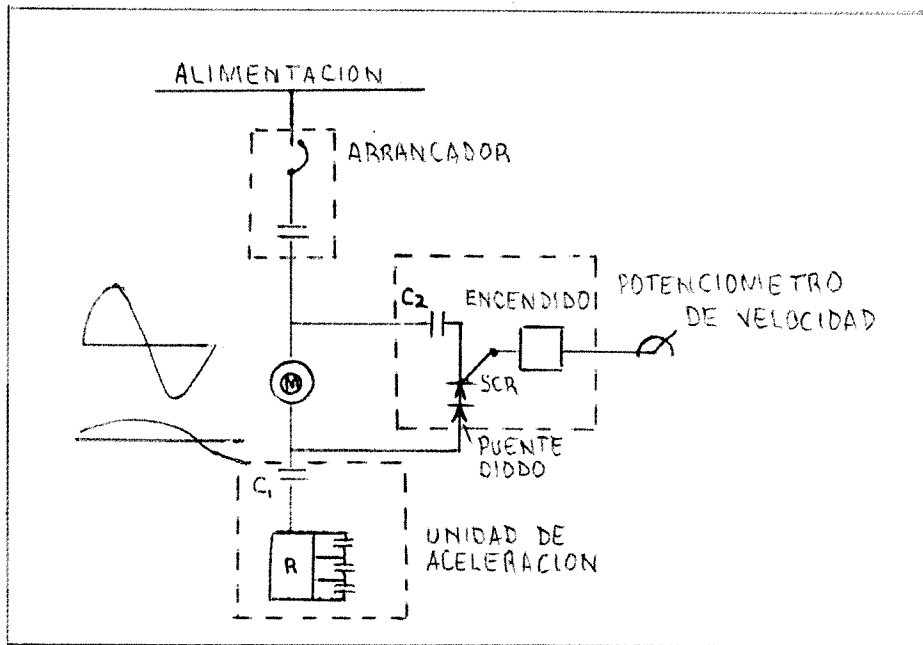 ALIMENTACION
ARRANCADOR
C2
ENCENDIDO
POTENCIOMETRO
DE VELOCIDAD
M
SCR
PUENTE
DIODO
C1
R
UNIDAD DE
ACELERACION